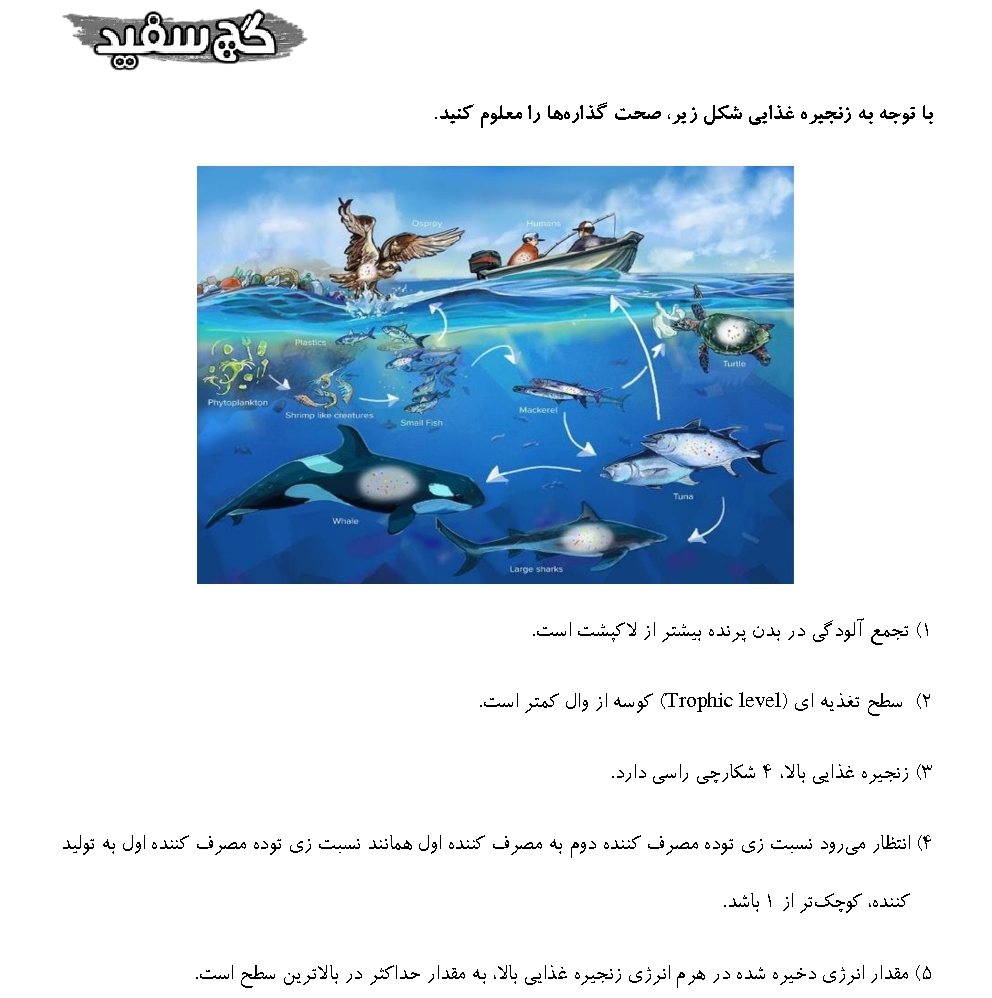 گچ سفید
با توجه به زنجیره غذایی شکل زیر، صحت گذاره‌ها را معلوم کنید.
Osprey
Humans
Plastics
Turtle
Phytoplankton
Shrimp like creatures
Small Fish
Mackerel
Tuna
Whale
Large sharks
۱) تجمع آلودگی در بدن پرنده بیشتر از لاکپشت است.
۲) سطح تغذیه ای (Trophic level) کوسه از وال کمتر است.
۳) زنجیره غذایی بالا، ۴ شکارچی راسی دارد.
۴) انتظار می‌رود نسبت زی توده مصرف کننده دوم به مصرف کننده اول همانند نسبت زی توده مصرف کننده اول به تولید
کننده، کوچک‌تر از ۱ باشد.
۵) مقدار انرژی دخیره شده در هرم انرژی زنجیره غذایی بالا، به مقدار حداکثر در بالاترین سطح است.